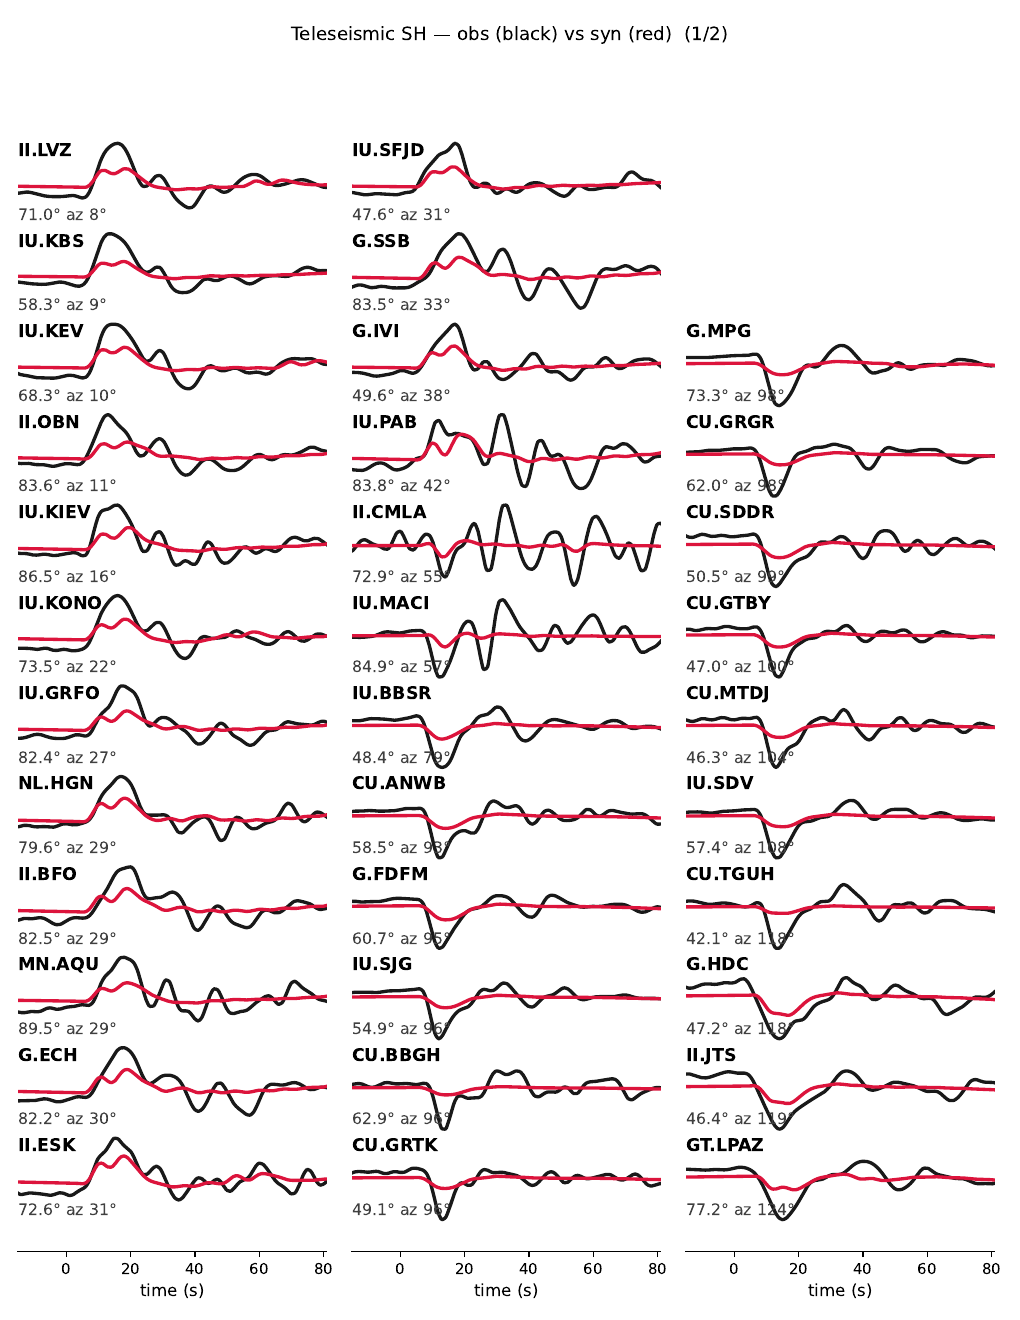 Teleseismic SH — obs (black) vs syn (red)  (1/2)
II.LVZ
71.0° az 8°
IU.KBS
58.3° az 9°
IU.KEV
68.3° az 10°
II.OBN
83.6° az 11°
IU.KIEV
86.5° az 16°
IU.KONO
73.5° az 22°
IU.GRFO
82.4° az 27°
NL.HGN
79.6° az 29°
II.BFO
82.5° az 29°
MN.AQU
89.5° az 29°
G.ECH
82.2° az 30°
II.ESK
72.6° az 31°
0 20 40 60 80
time (s)
IU.SFJD
47.6° az 31°
G.SSB
83.5° az 33°
G.IVI
49.6° az 38°
IU.PAB
83.8° az 42°
II.CMLA
72.9° az 55°
IU.MACI
84.9° az 57°
IU.BBSR
48.4° az 79°
CU.ANWB
58.5° az 93°
G.FDFM
60.7° az 95°
IU.SJG
54.9° az 96°
CU.BBGH
62.9° az 96°
CU.GRTK
49.1° az 96°
0 20 40 60 80
time (s)
G.MPG
73.3° az 98°
CU.GRGR
62.0° az 98°
CU.SDDR
50.5° az 99°
CU.GTBY
47.0° az 100°
CU.MTDJ
46.3° az 104°
IU.SDV
57.4° az 108°
CU.TGUH
42.1° az 118°
G.HDC
47.2° az 118°
II.JTS
46.4° az 119°
GT.LPAZ
77.2° az 124°
0 20 40 60 80
time (s)